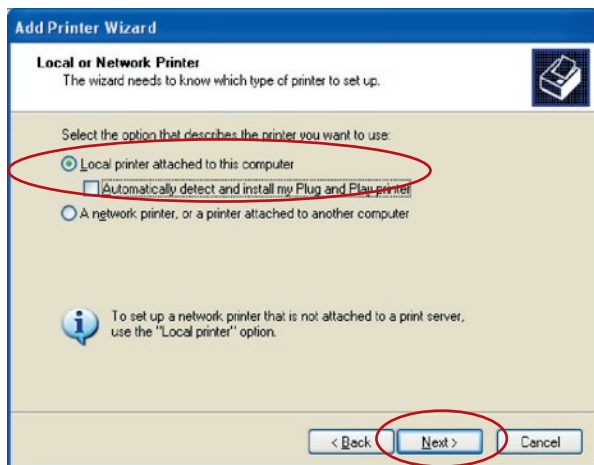 Add Printer Wizard
Local or Network Printer
The wizard needs to know which type of printer to set up.
Select the option that describes the printer you want to use:
Local printer attached to this computer
Automatically detect and install my Plug and Play printer
A network printer, or a printer attached to another computer
To set up a network printer that is not attached to a print server,
use the "Local printer" option.
< Back Next > Cancel